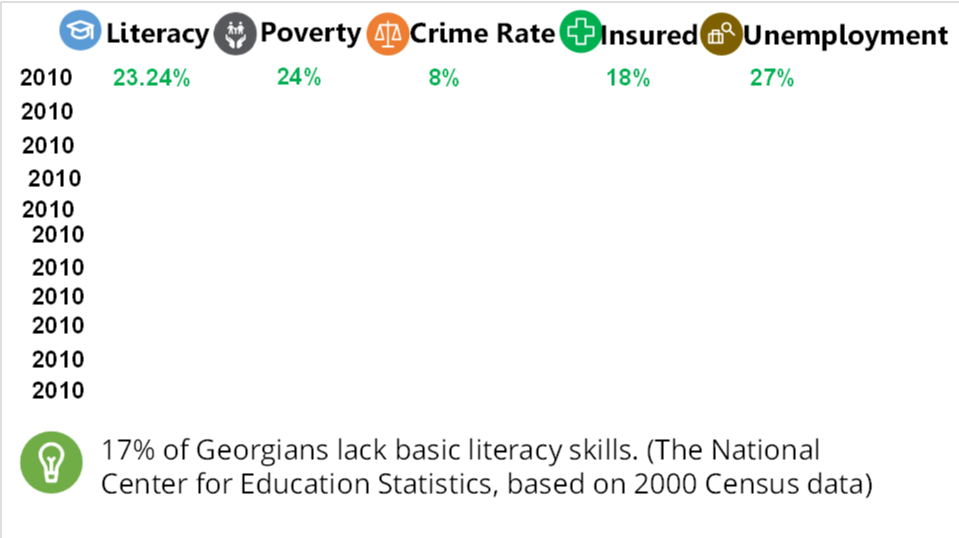 Literacy Poverty Crime Rate Insured Unemployment
2010 23.24% 24% 8% 18% 27%
2010
2010
2010
2010
2010
2010
2010
2010
2010
2010
17% of Georgians lack basic literacy skills. (The National
Center for Education Statistics, based on 2000 Census data)